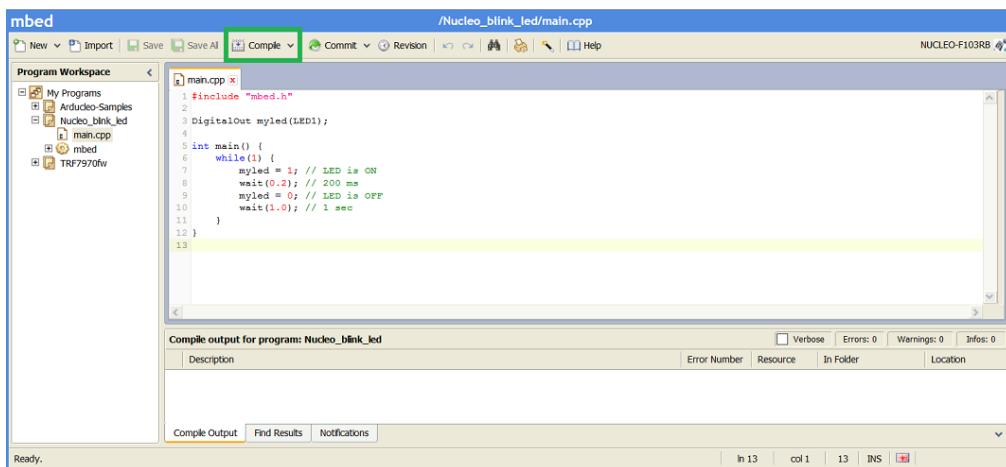 mbed /Nucleo_blink_led/main.cpp
New Import Save Save All Compile Commit Revision Help NUCLEO-F103RB
Program Workspace
My Programs
Arducleo-Samples
Nucleo_blink_led
main.cpp
mbed
TRF7970fw
main.cpp x
1 #include "mbed.h"
2
3 DigitalOut myled(LED1);
4
5 int main() {
6 while(1) {
7 myled = 1; // LED is ON
8 wait(0.2); // 200 ms
9 myled = 0; // LED is OFF
10 wait(1.0); // 1 sec
11 }
12 }
13
Compile output for program: Nucleo_blink_led Verbose Errors: 0 Warnings: 0 Infos: 0
Description Error Number Resource In Folder Location
Compile Output Find Results Notifications
Ready. ln 13 col 1 13 INS